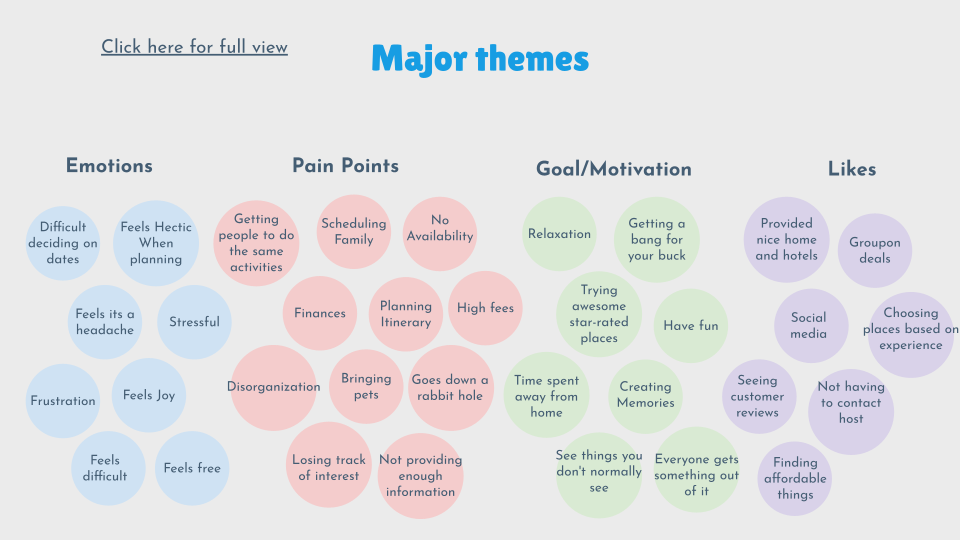 Click here for full view
Major themes
Emotions
Difficult
deciding on
dates
Feels Hectic
When
planning
Feels its a
headache
Stressful
Frustration
Feels Joy
Feels
difficult
Feels free
Pain Points
Getting
people to do
the same
activities
Scheduling
Family
No
Availability
Finances
Planning
Itinerary
High fees
Disorganization
Bringing
pets
Goes down a
rabbit hole
Losing track
of interest
Not providing
enough
information
Goal/Motivation
Relaxation
Getting a
bang for
your buck
Trying
awesome
star-rated
places
Have fun
Time spent
away from
home
Creating
Memories
See things you
don't normally
see
Everyone gets
something out
of it
Likes
Provided
nice home
and hotels
Groupon
deals
Social
media
Choosing
places based on
experience
Seeing
customer
reviews
Not having
to contact
host
Finding
affordable
things